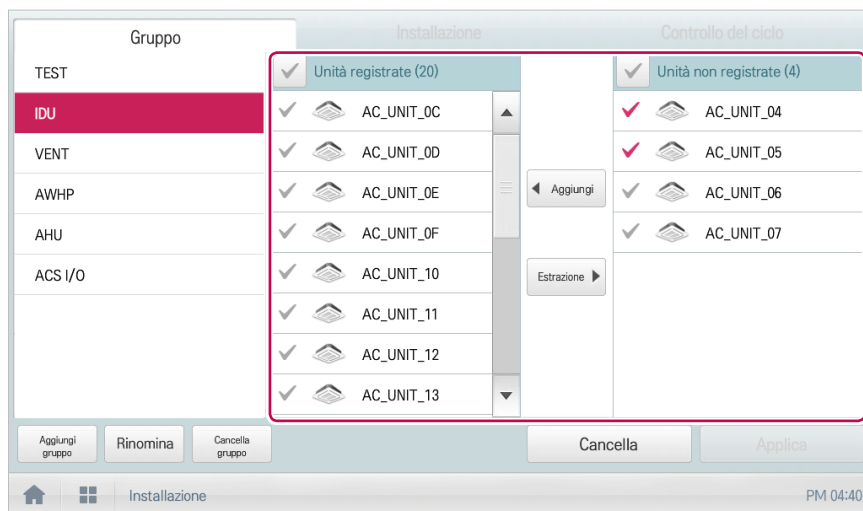 Gruppo
Installazione
Controllo del ciclo
TEST
IDU
VENT
AWHP
AHU
ACS I/O
Unità registrate (20)
AC_UNIT_0C
AC_UNIT_0D
AC_UNIT_0E
AC_UNIT_0F
AC_UNIT_10
AC_UNIT_11
AC_UNIT_12
AC_UNIT_13
Aggiungi
Estrazione
Unità non registrate (4)
AC_UNIT_04
AC_UNIT_05
AC_UNIT_06
AC_UNIT_07
Aggiungi
gruppo
Rinomina
Cancella
gruppo
Cancella
Applica
Installazione
PM 04:40